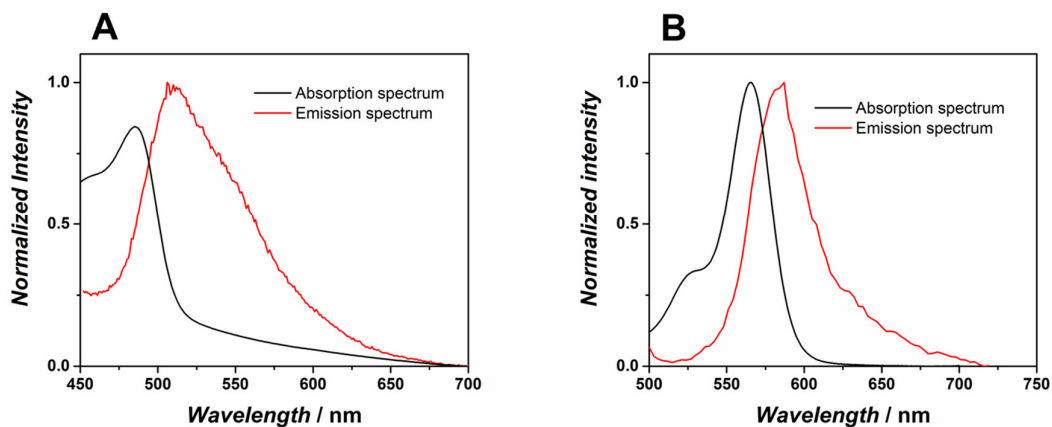 A
Normalized Intensity
1.0
0.5
0.0
Absorption spectrum
Emission spectrum
450 500 550 600 650 700
Wavelength / nm
B
Normalized intensity
1.0
0.5
0.0
Absorption spectrum
Emission spectrum
500 550 600 650 700 750
Wavelength / nm